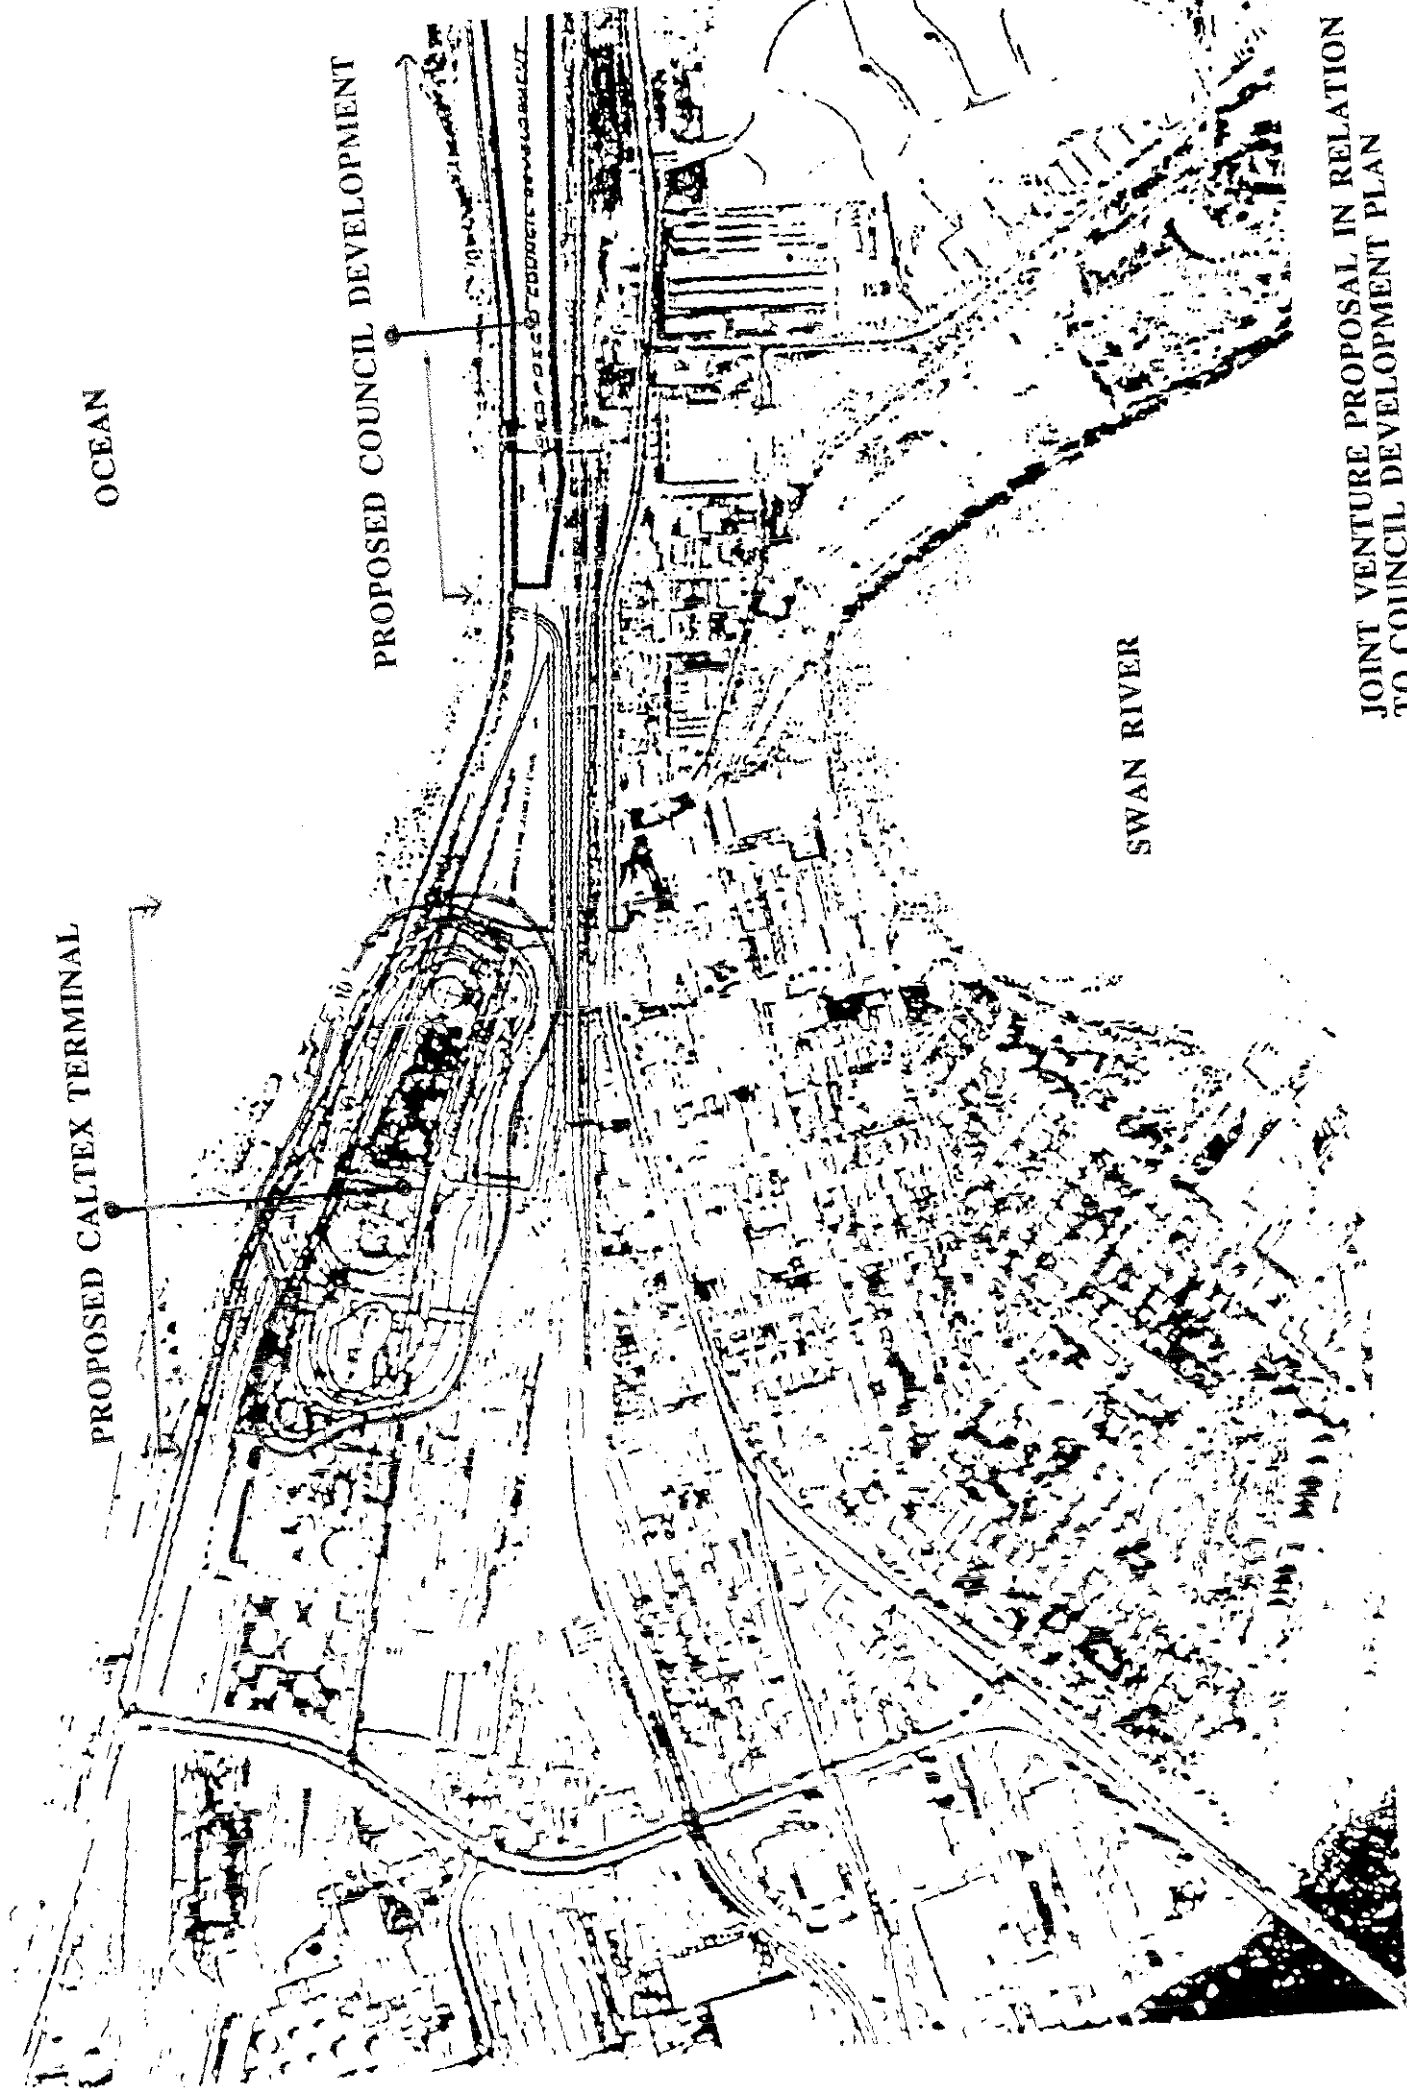 OCEAN
PROPOSED CALTEX TERMINAL
PROPOSED COUNCIL DEVELOPMENT
SWAN RIVER
JOINT VENTURE PROPOSAL IN RELATION
TO COUNCIL DEVELOPMENT PLAN